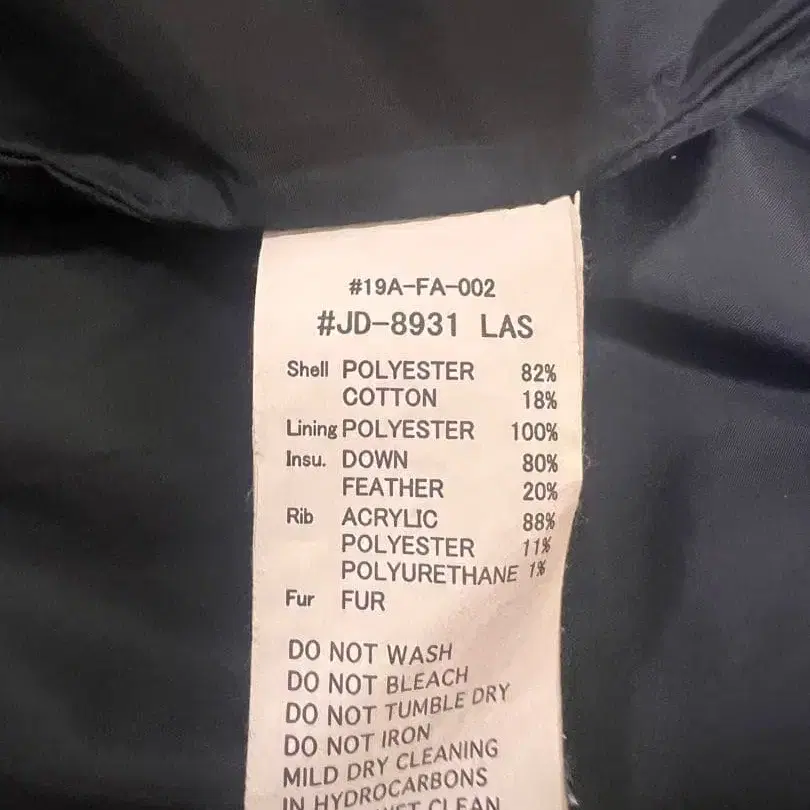 #19A-FA-002
#JD-8931 LAS
Shell POLYESTER 82%
COTTON 18%
Lining POLYESTER 100%
Insu. DOWN 80%
FEATHER 20%
Rib ACRYLIC 88%
POLYESTER 11%
POLYURETHANE 1%
Fur FUR
DO NOT WASH
DO NOT BLEACH
DO NOT TUMBLE DRY
DO NOT IRON
MILD DRY CLEANING
IN HYDROCARBONS
WET CLEAN